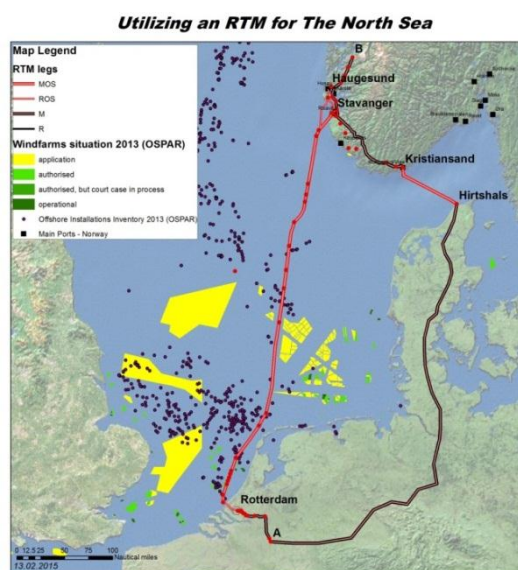 Utilizing an RTM for The North Sea
Map Legend
RTM legs
MOS
ROS
M
R
Windfarms situation 2013 (OSPAR)
application
authorised
authorised, but court case in process
operational
Offshore Installations Inventory 2013 (OSPAR)
Main Ports - Norway
B
Haugesund
Stavanger
Kristiansand
Hirtshals
Rotterdam
A
0 12.5 25 50 75 100
Nautical miles
13.02.2015